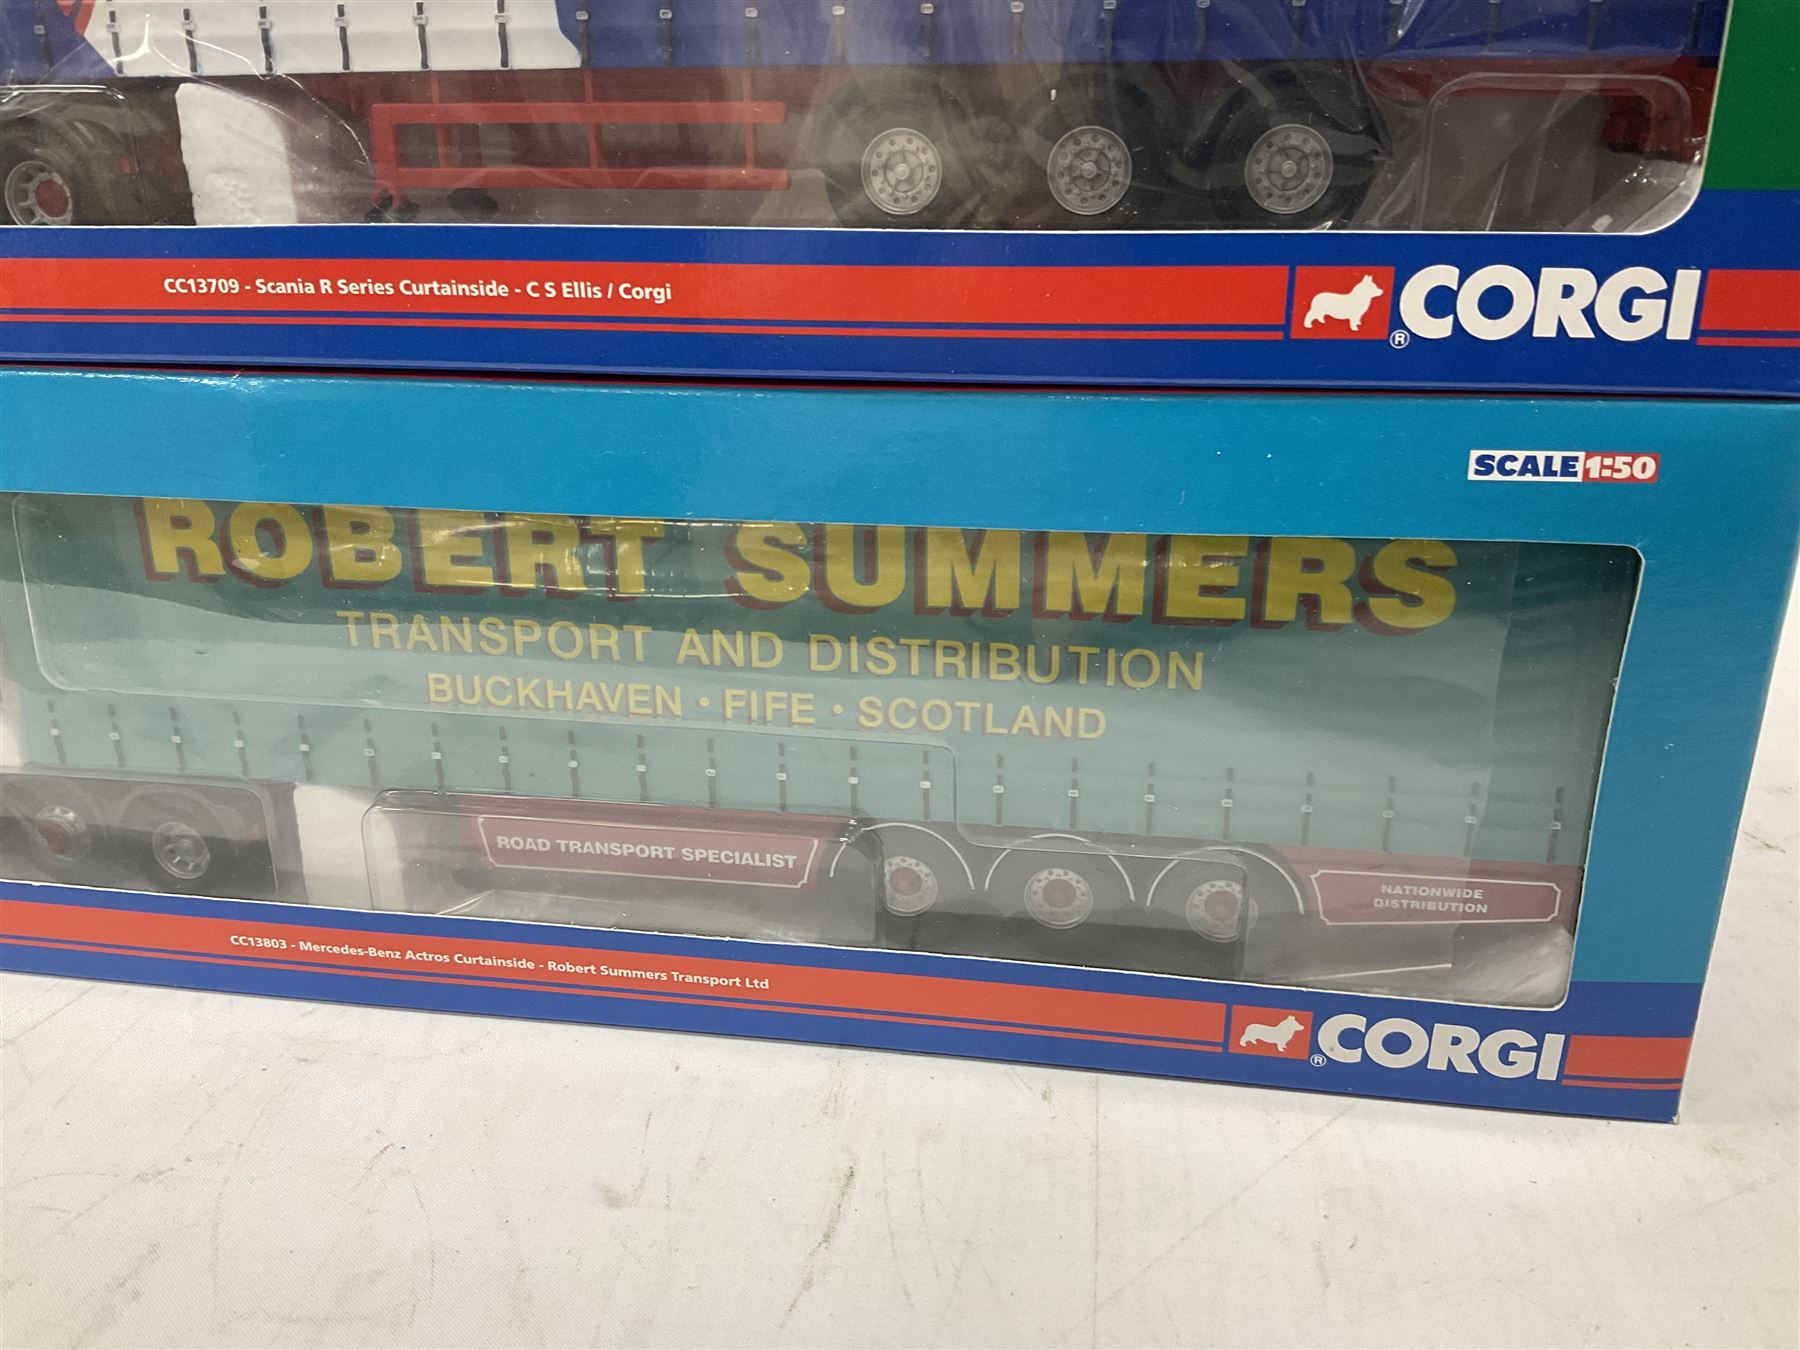 CC13709 - Scania R Series Curtainside - C S Ellis / Corgi
® CORGI
SCALE 1:50
ROBERT SUMMERS
TRANSPORT AND DISTRIBUTION
BUCKHAVEN • FIFE • SCOTLAND
ROAD TRANSPORT SPECIALIST
NATIONWIDE
DISTRIBUTION
CC13803 - Mercedes-Benz Actros Curtainside - Robert Summers Transport Ltd
® CORGI